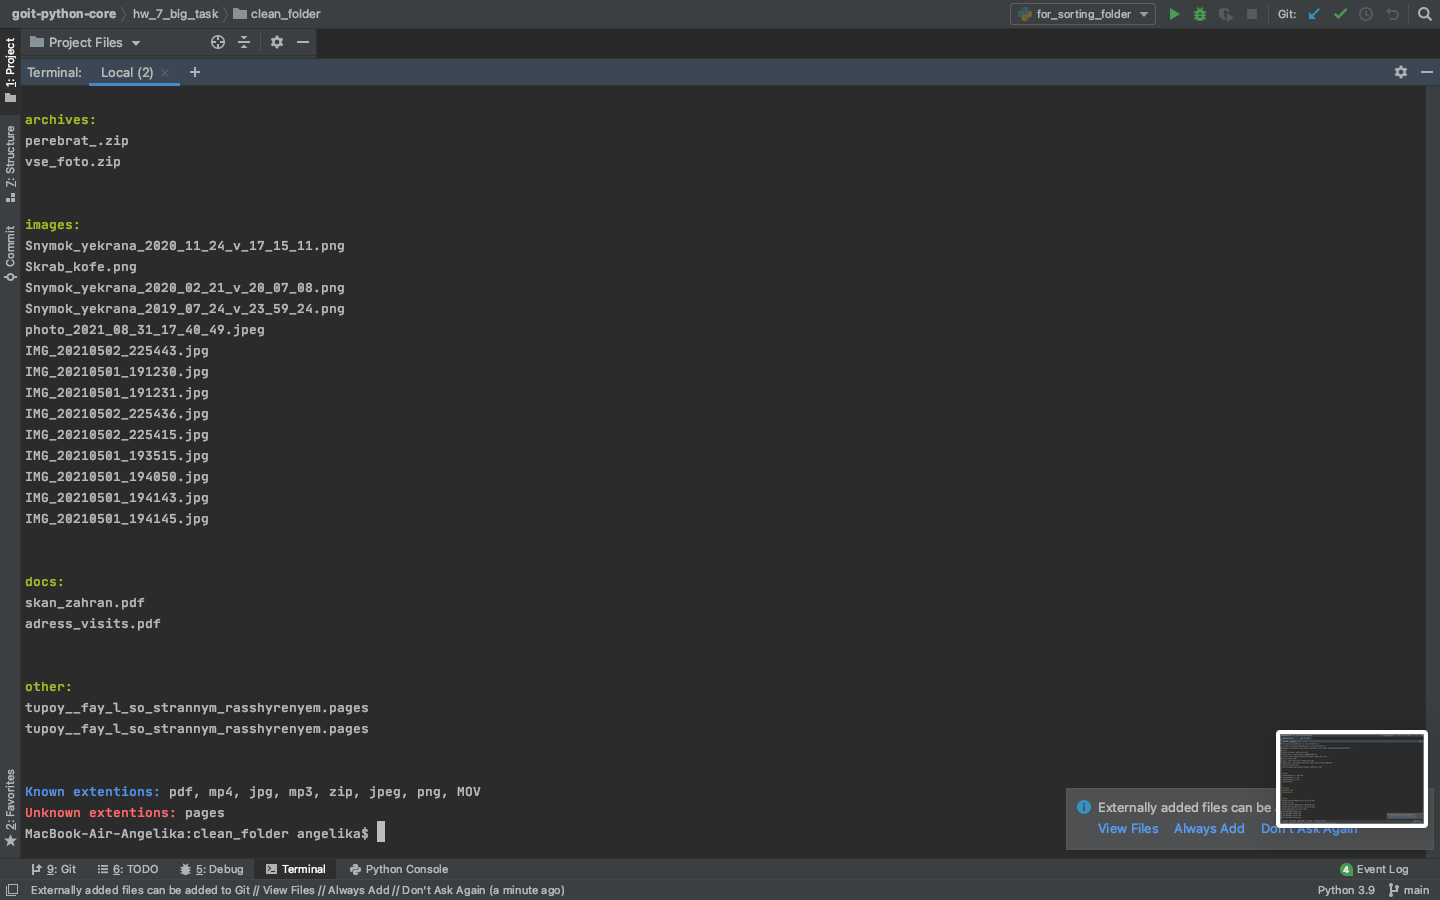 goit-python-core hw_7_big_task clean_folder for_sorting_folder Git:
1: Project
Project Files
Terminal: Local (2)
archives:
perebrat_.zip
vse_foto.zip
Z: Structure
images:
Snymok_yekrana_2020_11_24_v_17_15_11.png
Skrab_kofe.png
Snymok_yekrana_2020_02_21_v_20_07_08.png
Snymok_yekrana_2019_07_24_v_23_59_24.png
photo_2021_08_31_17_40_49.jpeg
IMG_20210502_225443.jpg
IMG_20210501_191230.jpg
IMG_20210501_191231.jpg
IMG_20210502_225436.jpg
IMG_20210502_225415.jpg
IMG_20210501_193515.jpg
IMG_20210501_194050.jpg
IMG_20210501_194143.jpg
IMG_20210501_194145.jpg
Commit
docs:
skan_zahran.pdf
adress_visits.pdf
other:
tupoy__fay_l_so_strannym_rasshyrenyem.pages
tupoy__fay_l_so_strannym_rasshyrenyem.pages
Known extentions: pdf, mp4, jpg, mp3, zip, jpeg, png, MOV
Unknown extentions: pages
MacBook-Air-Angelika:clean_folder angelika$
2: Favorites
Externally added files can be
View Files Always Add Don't Ask Again
9: Git 6: TODO 5: Debug Terminal Python Console 4 Event Log
Externally added files can be added to Git // View Files // Always Add // Don't Ask Again (a minute ago) Python 3.9 main